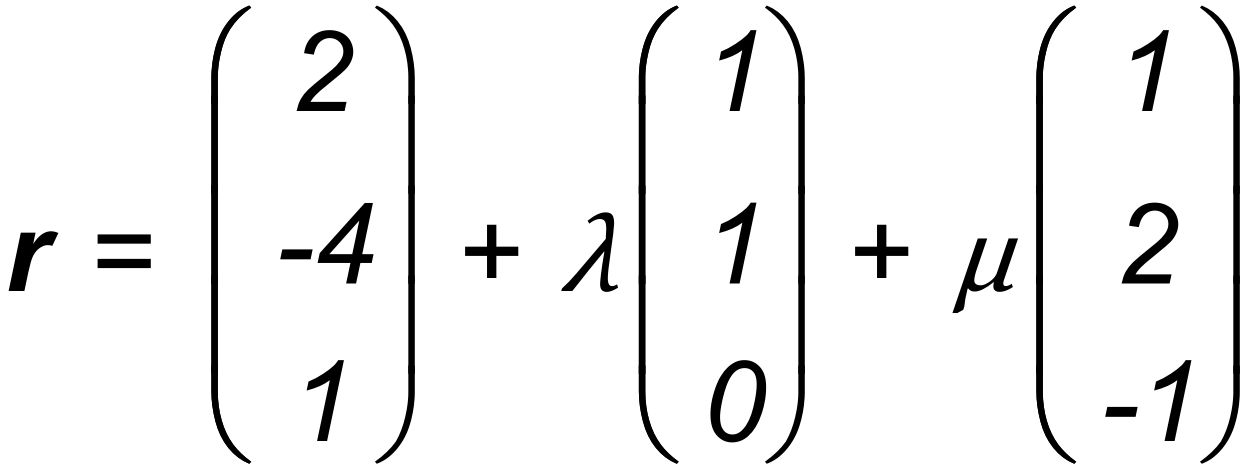 r = (2 -4 1) + λ(1 1 0) + μ(1 2 -1)